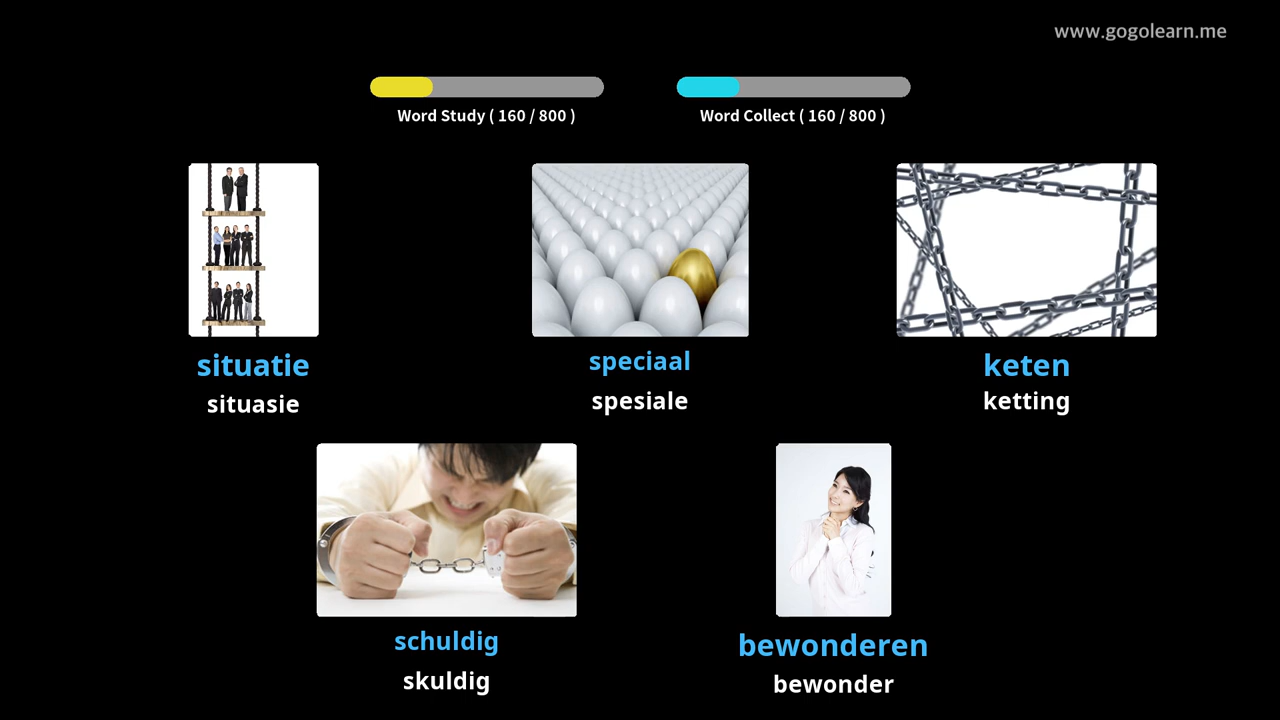 www.gogolearn.me
Word Study ( 160 / 800 )
Word Collect ( 160 / 800 )
situatie
situasie
speciaal
spesiale
keten
ketting
schuldig
skuldig
bewonderen
bewonder